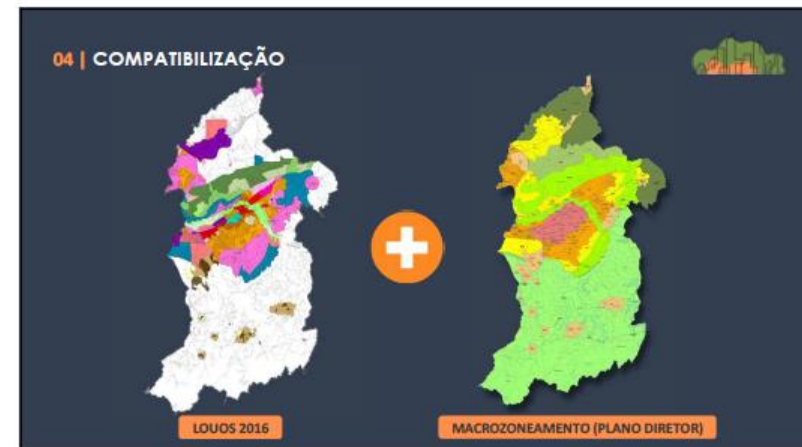 04 | COMPATIBILIZAÇÃO
LOUOS 2016
MACROZONEAMENTO (PLANO DIRETOR)